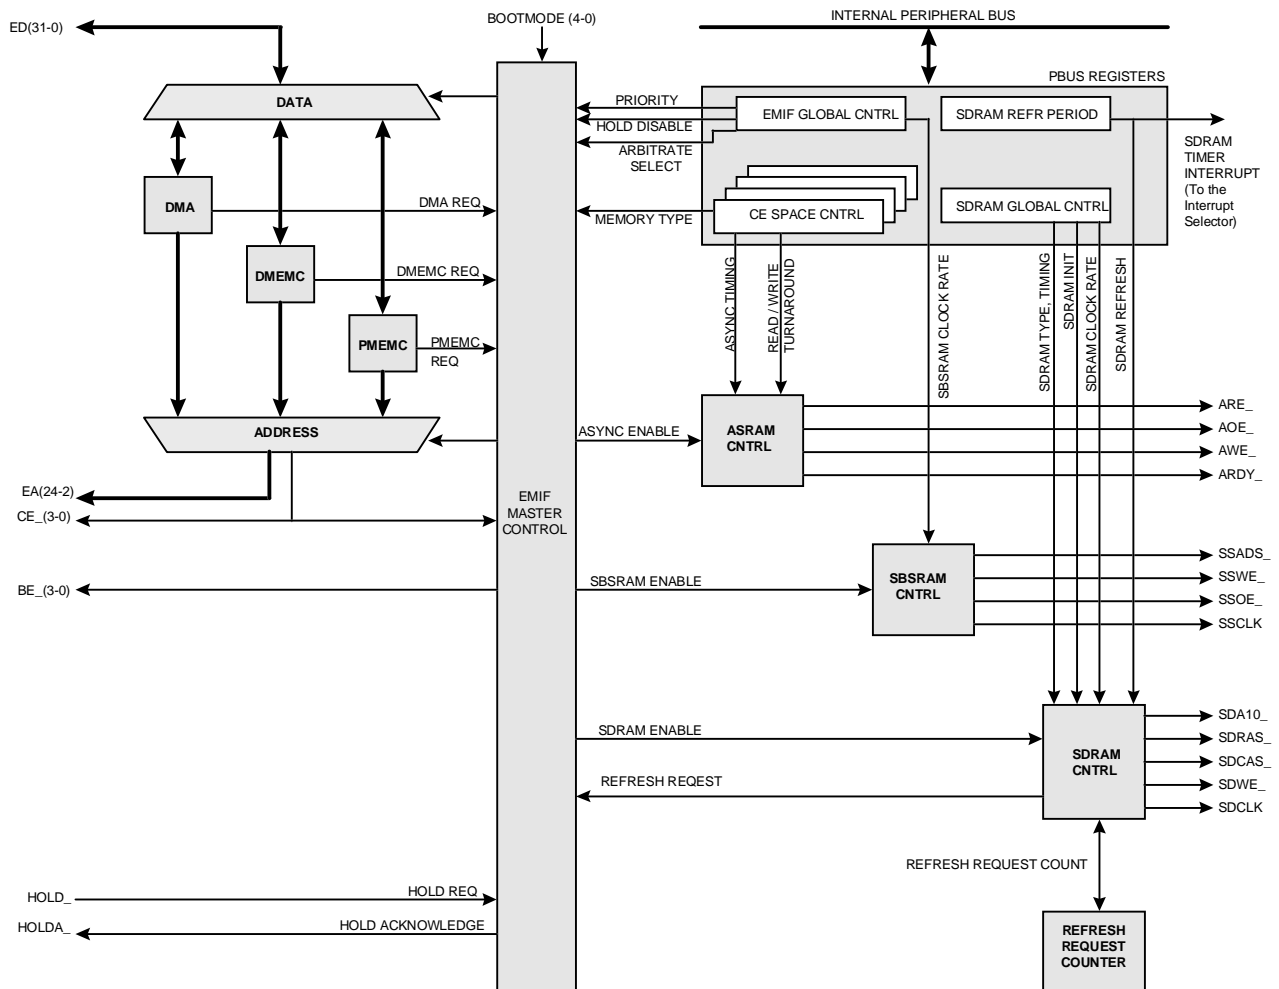 BOOTMODE (4-0)
INTERNAL PERIPHERAL BUS
ED(31-0)
PBUS REGISTERS
DATA
PRIORITY
EMIF GLOBAL CNTRL
SDRAM REFR PERIOD
HOLD DISABLE
ARBITRATE
SELECT
SDRAM
TIMER
INTERRUPT
(To the
Interrupt
Selector)
DMA
DMA REQ
MEMORY TYPE
CE SPACE CNTRL
SDRAM GLOBAL CNTRL
DMEMC
DMEMC REQ
ASYNC TIMING
READ / WRITE
TURNAROUND
SBSRAM CLOCK RATE
SDRAM TYPE, TIMING
SDRAM INIT
SDRAM CLOCK RATE
SDRAM REFRESH
PMEMC
PMEMC
REQ
ADDRESS
ASYNC ENABLE
ASRAM
CNTRL
ARE_
AOE_
AWE_
ARDY_
EA(24-2)
CE_(3-0)
EMIF
MASTER
CONTROL
BE_(3-0)
SBSRAM ENABLE
SBSRAM
CNTRL
SSADS_
SSWE_
SSOE_
SSCLK
SDRAM ENABLE
REFRESH REQEST
SDRAM
CNTRL
SDA10_
SDRAS_
SDCAS_
SDWE_
SDCLK
REFRESH REQUEST COUNT
HOLD_
HOLD REQ
HOLDA_
HOLD ACKNOWLEDGE
REFRESH
REQUEST
COUNTER